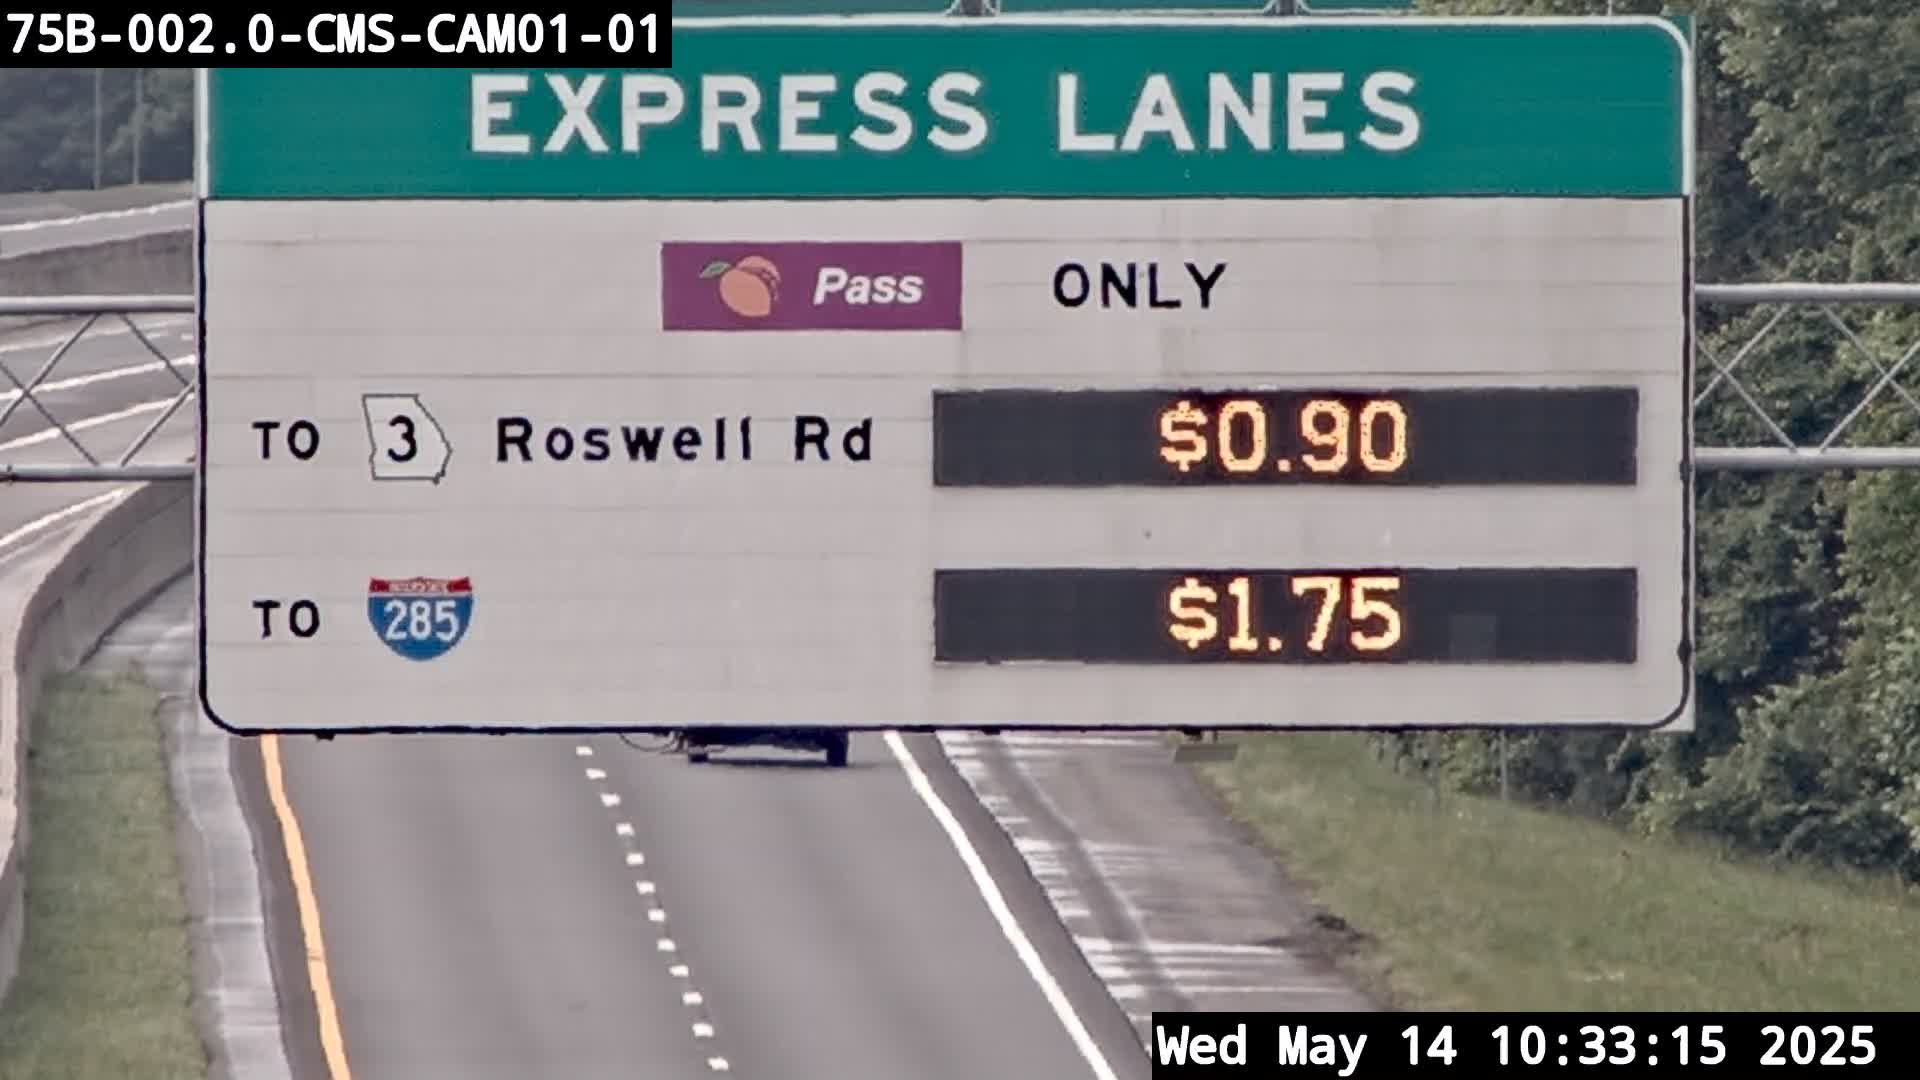 75B-002.0-CMS-CAM01-01
EXPRESS LANES
Pass ONLY
TO 3 Roswell Rd $0.90
TO INTERSTATE 285 $1.75
Wed May 14 10:33:15 2025